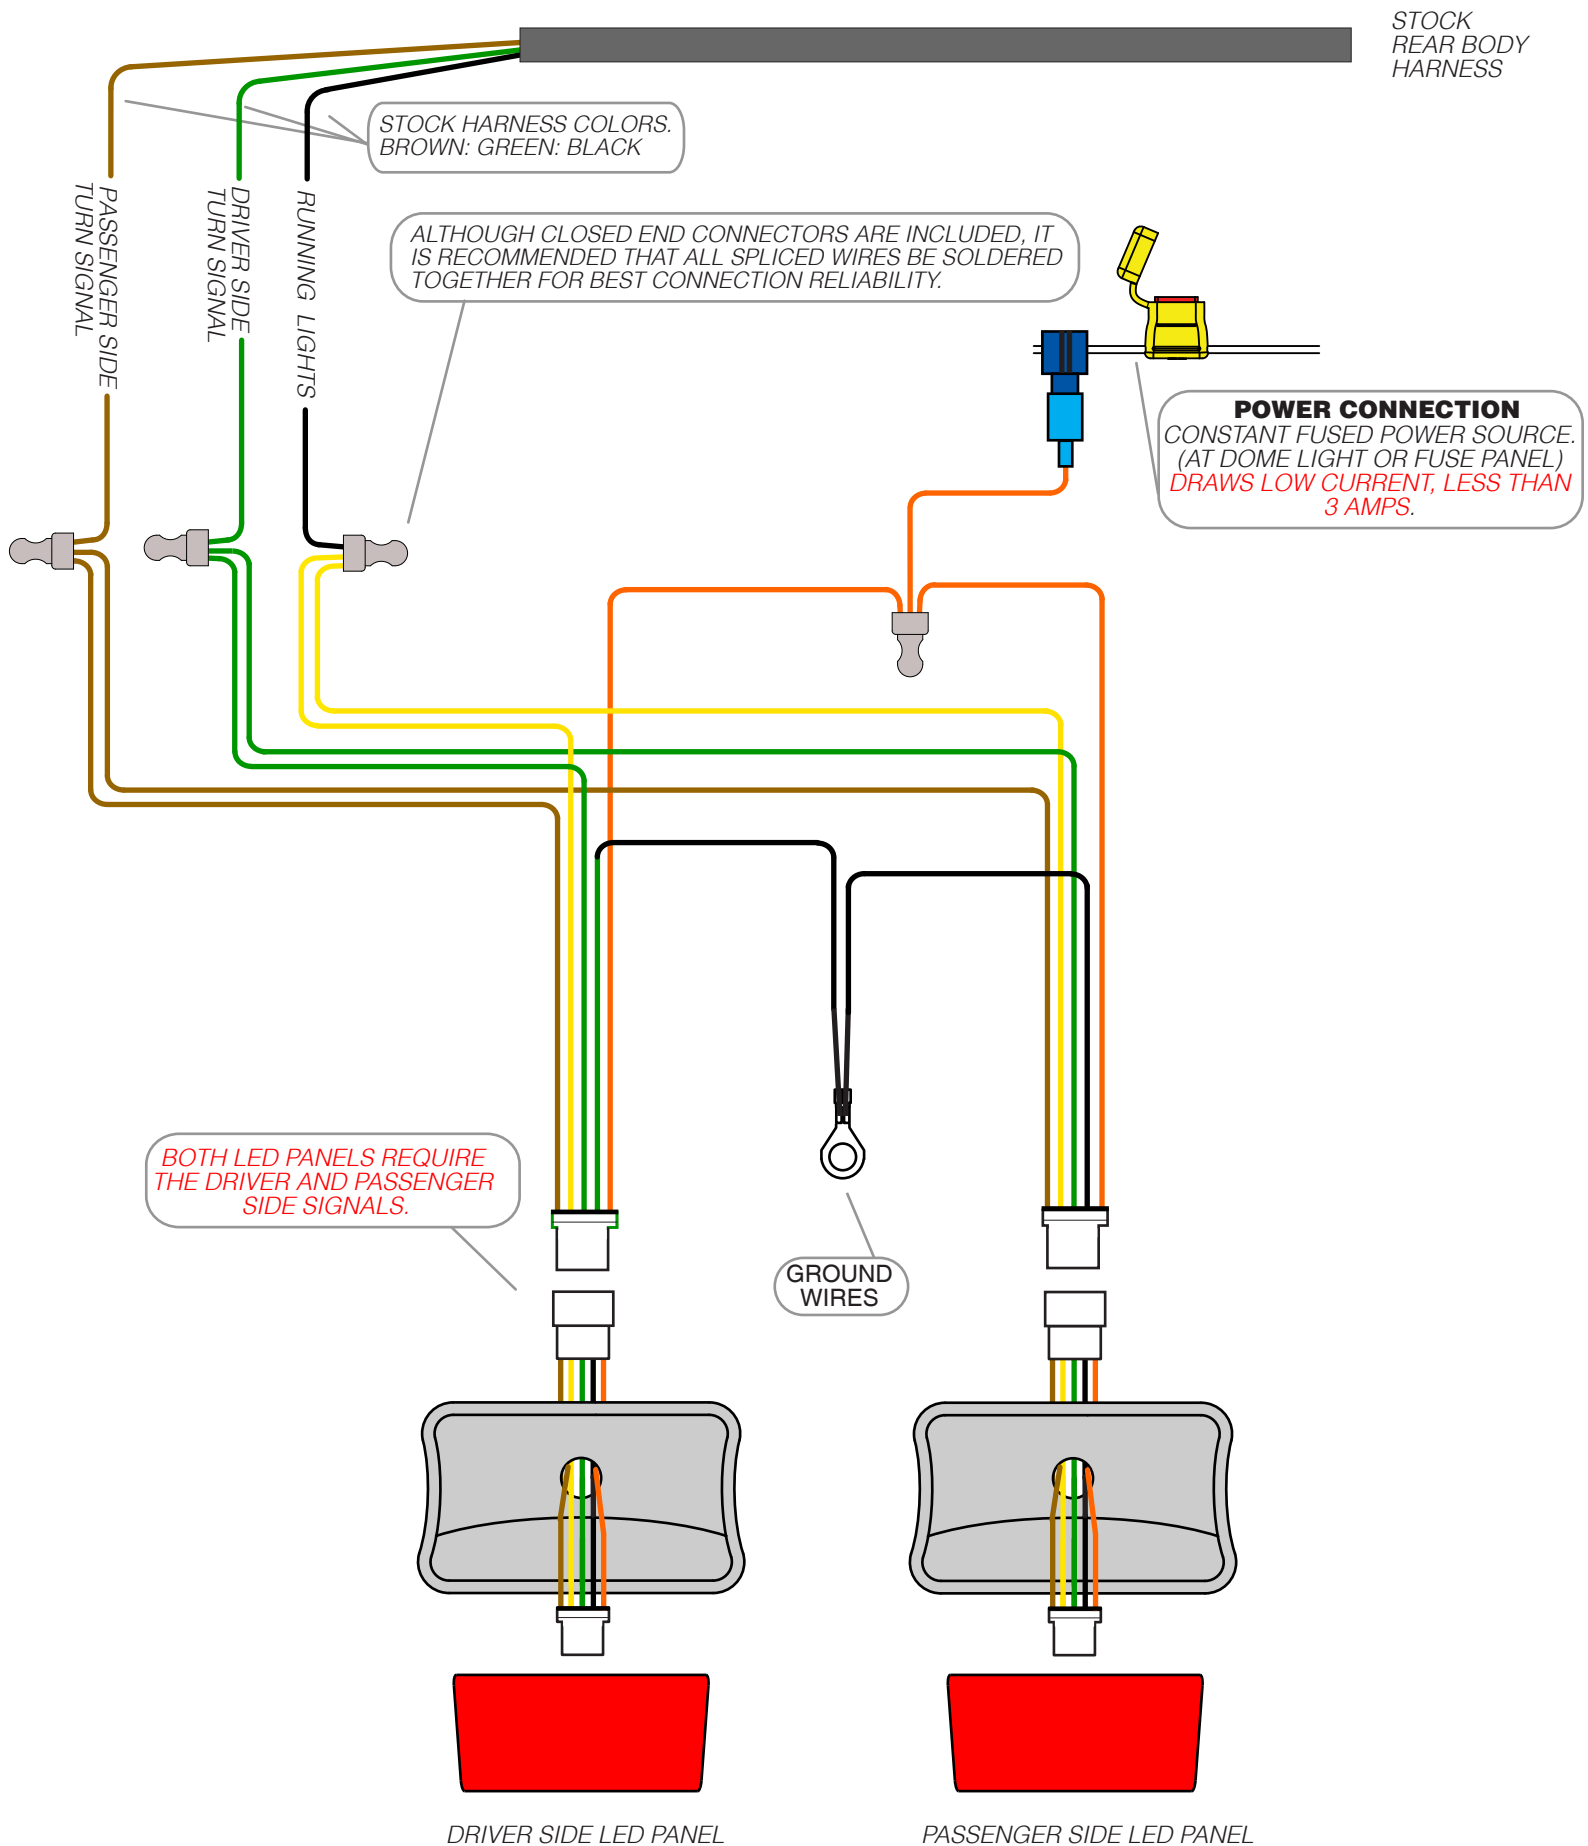 STOCK
REAR BODY
HARNESS
STOCK HARNESS COLORS.
BROWN: GREEN: BLACK
PASSENGER SIDE
TURN SIGNAL
DRIVER SIDE
TURN SIGNAL
RUNNING LIGHTS
ALTHOUGH CLOSED END CONNECTORS ARE INCLUDED, IT
IS RECOMMENDED THAT ALL SPLICED WIRES BE SOLDERED
TOGETHER FOR BEST CONNECTION RELIABILITY.
POWER CONNECTION
CONSTANT FUSED POWER SOURCE.
(AT DOME LIGHT OR FUSE PANEL)
DRAWS LOW CURRENT, LESS THAN
3 AMPS.
BOTH LED PANELS REQUIRE
THE DRIVER AND PASSENGER
SIDE SIGNALS.
GROUND
WIRES
DRIVER SIDE LED PANEL
PASSENGER SIDE LED PANEL